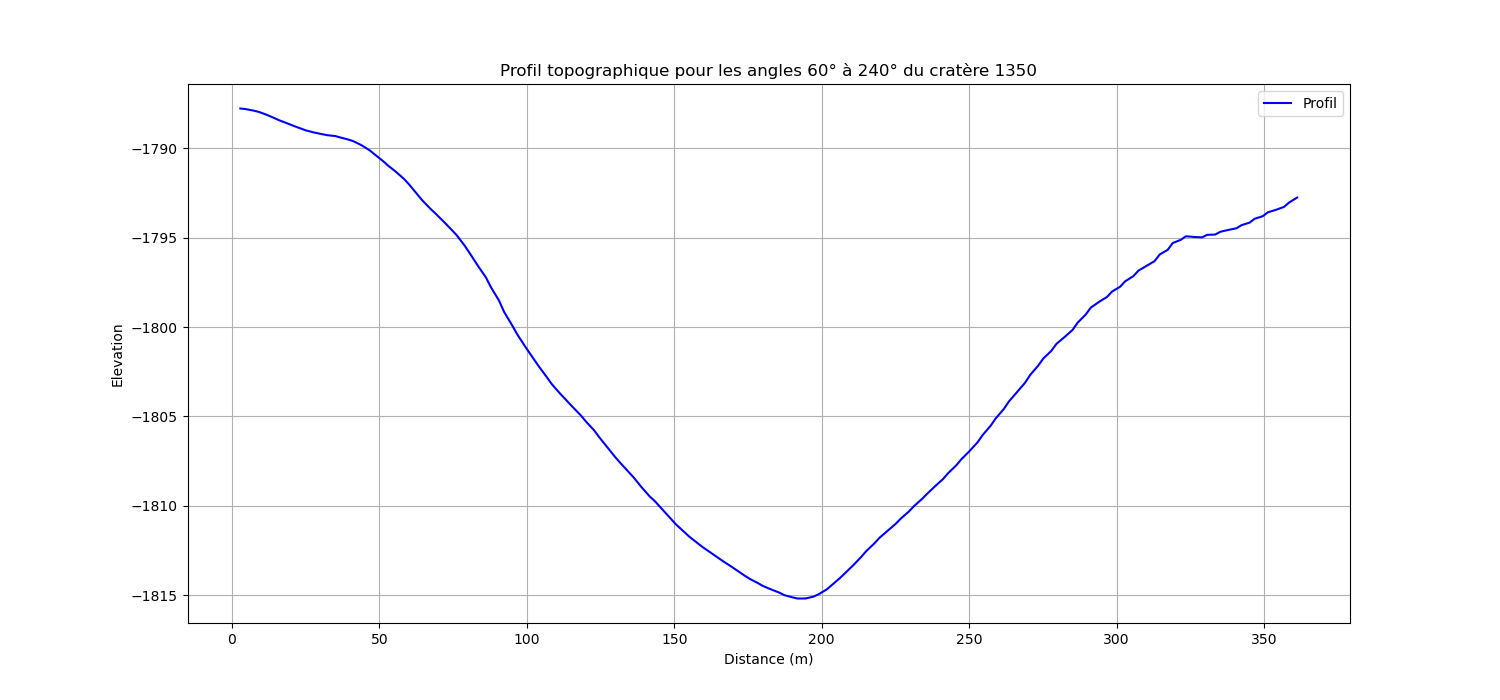 Profil topographique pour les angles 60° à 240° du cratère 1350
Profil
−1790
−1795
−1800
−1805
−1810
−1815
Elevation
0 50 100 150 200 250 300 350
Distance (m)